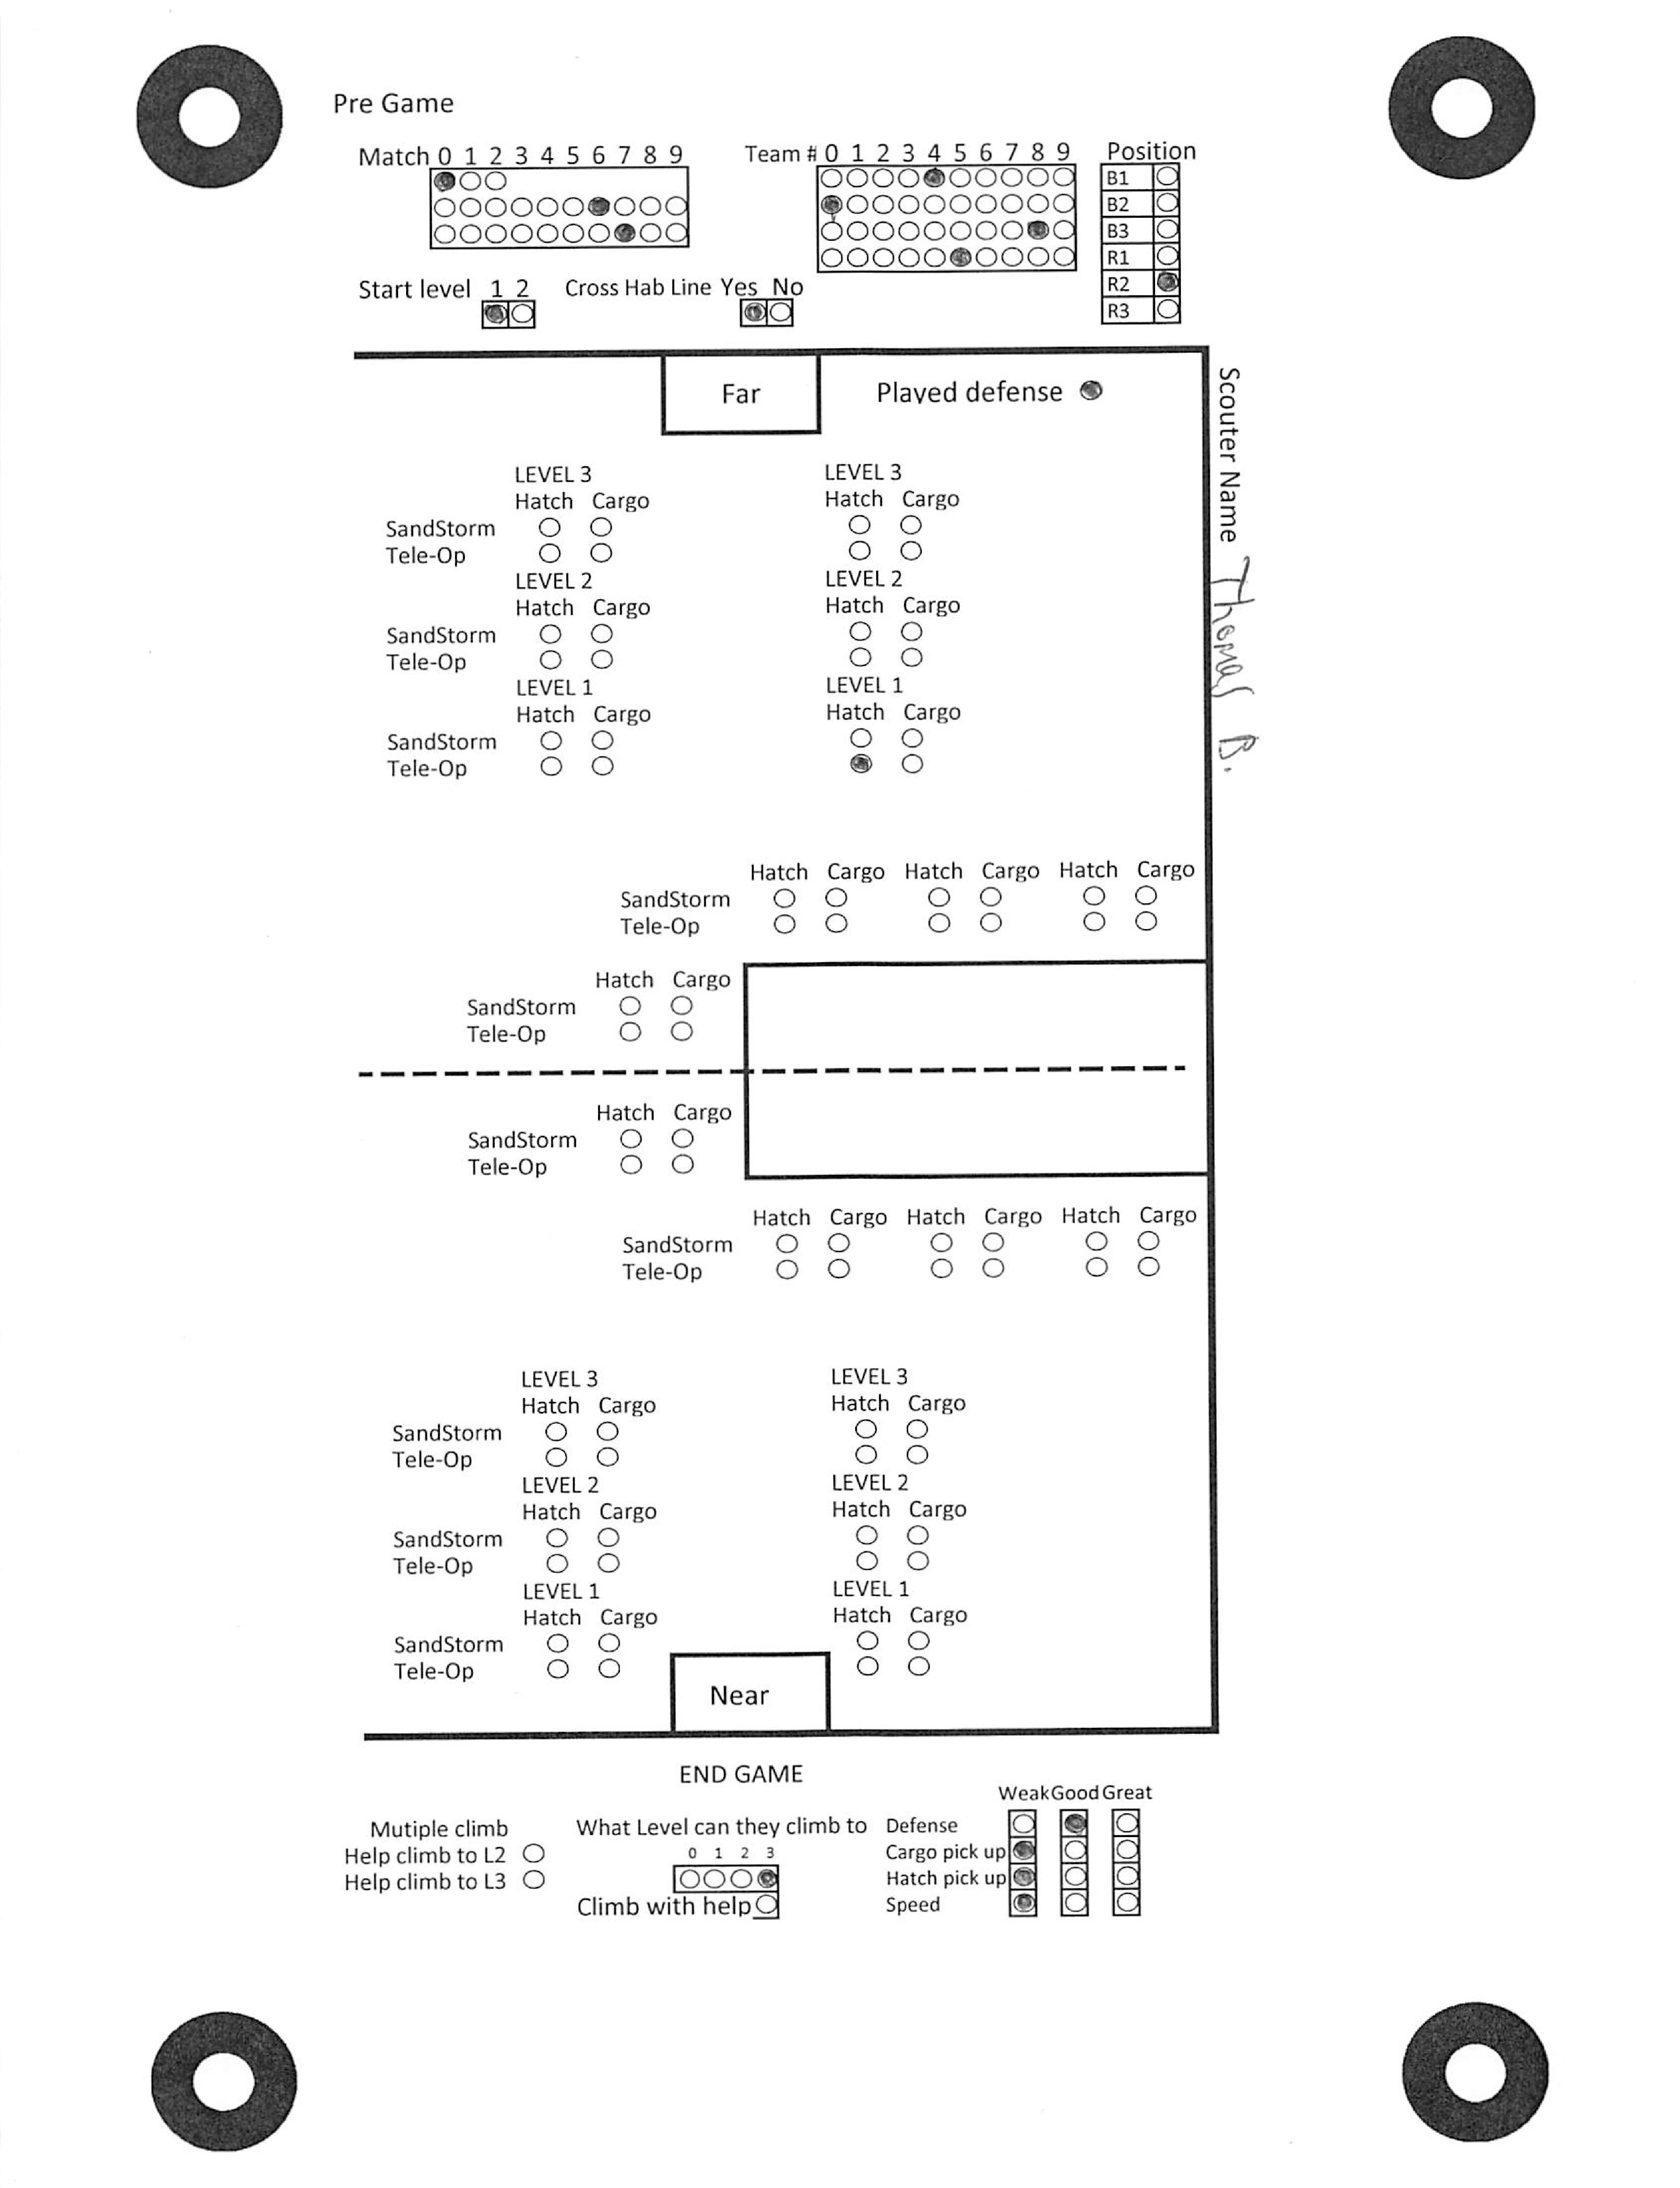 Pre Game
Match 0 1 2 3 4 5 6 7 8 9
Team # 0 1 2 3 4 5 6 7 8 9
Position
B1
B2
B3
R1
R2
R3
Start level 1 2
Cross Hab Line Yes No
Far
Played defense
Scouter Name Thomas B.
LEVEL 3 LEVEL 3
Hatch Cargo Hatch Cargo
SandStorm
Tele-Op
LEVEL 2 LEVEL 2
Hatch Cargo Hatch Cargo
SandStorm
Tele-Op
LEVEL 1 LEVEL 1
Hatch Cargo Hatch Cargo
SandStorm
Tele-Op
Hatch Cargo Hatch Cargo Hatch Cargo
SandStorm
Tele-Op
Hatch Cargo
SandStorm
Tele-Op
Hatch Cargo
SandStorm
Tele-Op
Hatch Cargo Hatch Cargo Hatch Cargo
SandStorm
Tele-Op
LEVEL 3 LEVEL 3
Hatch Cargo Hatch Cargo
SandStorm
Tele-Op
LEVEL 2 LEVEL 2
Hatch Cargo Hatch Cargo
SandStorm
Tele-Op
LEVEL 1 LEVEL 1
Hatch Cargo Hatch Cargo
SandStorm
Tele-Op
Near
END GAME
Mutiple climb
Help climb to L2
Help climb to L3
What Level can they climb to
0 1 2 3
Climb with help
Weak Good Great
Defense
Cargo pick up
Hatch pick up
Speed